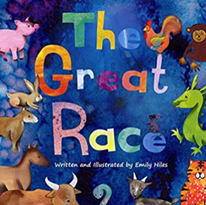 The
Great
Race
Written and Illustrated by Emily Hiles